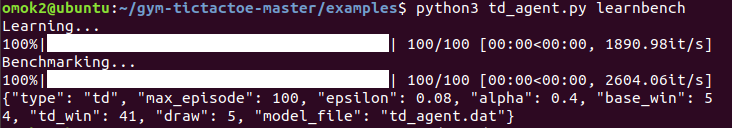 omok2@ubuntu:~/gym-tictactoe-master/examples$ python3 td_agent.py learnbench
Learning...
100%|██████████| 100/100 [00:00<00:00, 1890.98it/s]
Benchmarking...
100%|██████████| 100/100 [00:00<00:00, 2604.06it/s]
{"type": "td", "max_episode": 100, "epsilon": 0.08, "alpha": 0.4, "base_win": 5
4, "td_win": 41, "draw": 5, "model_file": "td_agent.dat"}